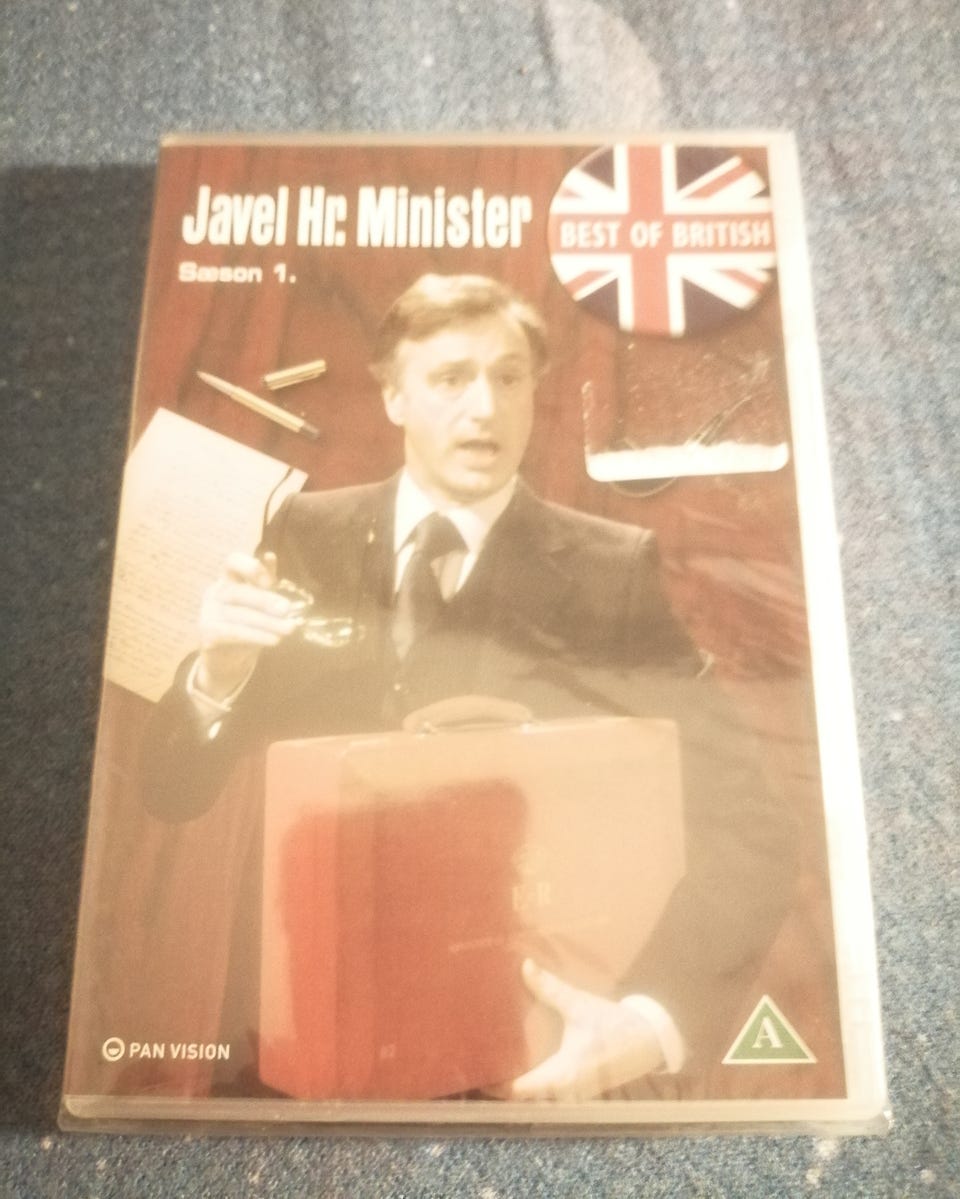 Javel Hr. Minister
Sæson 1.
BEST OF BRITISH
E R
PAN VISION
A